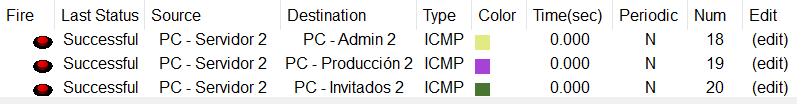 Fire Last Status Source Destination Type Color Time(sec) Periodic Num Edit
Successful PC - Servidor 2 PC - Admin 2 ICMP 0.000 N 18 (edit)
Successful PC - Servidor 2 PC - Producción 2 ICMP 0.000 N 19 (edit)
Successful PC - Servidor 2 PC - Invitados 2 ICMP 0.000 N 20 (edit)